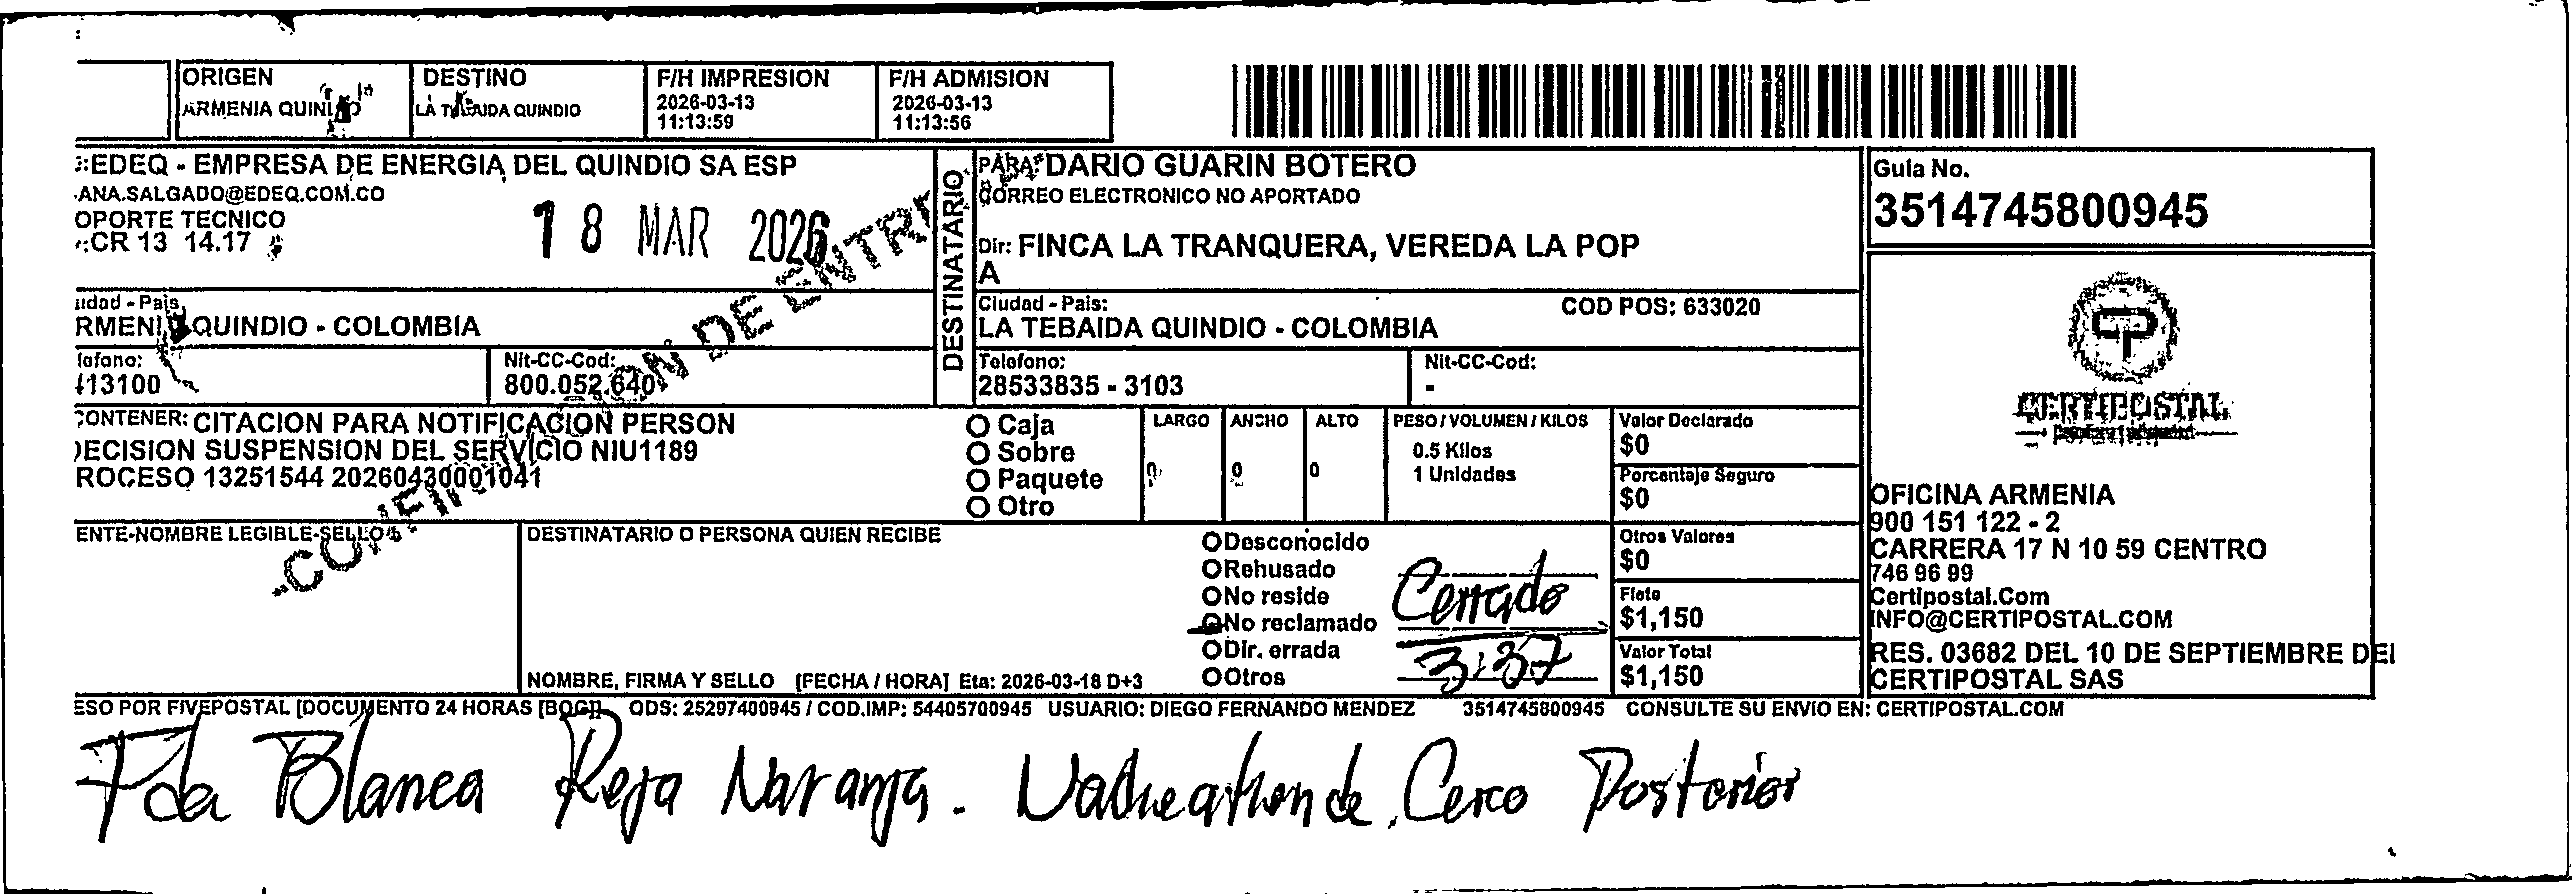 ORIGEN
ARMENIA QUINDIO
DESTINO
LA TEBAIDA QUINDIO
F/H IMPRESION
2026-03-13
11:13:59
F/H ADMISION
2026-03-13
11:13:56
EDEQ - EMPRESA DE ENERGIA DEL QUINDIO SA ESP
ANA.SALGADO@EDEQ.COM.CO
OPORTE TECNICO
CR 13 14.17
18 MAR 2026
udad - Pais
RMENIA QUINDIO - COLOMBIA
lefono:
413100
Nit-CC-Cod:
800.052.640
CONTENER: CITACION PARA NOTIFICACION PERSON
DECISION SUSPENSION DEL SERVICIO NIU1189
ROCESO 13251544 20260430001041
ENTE-NOMBRE LEGIBLE-SELLO
DE ENTR
DESTINATARIO
PARA: DARIO GUARIN BOTERO
CORREO ELECTRONICO NO APORTADO
Dir: FINCA LA TRANQUERA, VEREDA LA POP
A
Ciudad - Pais:
COD POS: 633020
LA TEBAIDA QUINDIO - COLOMBIA
Telefono:
28533835 - 3103
Nit-CC-Cod:
-
Caja
Sobre
Paquete
Otro
LARGO
0
ANCHO
0
ALTO
0
PESO / VOLUMEN / KILOS
0.5 Kilos
1 Unidades
Valor Declarado
$0
Porcentaje Seguro
$0
Otros Valores
$0
Flete
$1,150
Valor Total
$1,150
DESTINATARIO O PERSONA QUIEN RECIBE
NOMBRE, FIRMA Y SELLO [FECHA / HORA] Eta: 2026-03-18 D+3
Desconocido
Rehusado
No reside
No reclamado
Dir. errada
Otros
Cerrado
3:37
Guia No.
3514745800945
CERTIPOSTAL
OFICINA ARMENIA
900 151 122 - 2
CARRERA 17 N 10 59 CENTRO
746 96 99
Certipostal.Com
INFO@CERTIPOSTAL.COM
RES. 03682 DEL 10 DE SEPTIEMBRE DEL
CERTIPOSTAL SAS
ESO POR FIVEPOSTAL [DOCUMENTO 24 HORAS [BOG]] ODS: 25297400945 / COD.IMP: 54405700945 USUARIO: DIEGO FERNANDO MENDEZ 3514745800945 CONSULTE SU ENVIO EN: CERTIPOSTAL.COM
Fda Blanca Reja Naranja. Nadie atiende. Cerco Posterior